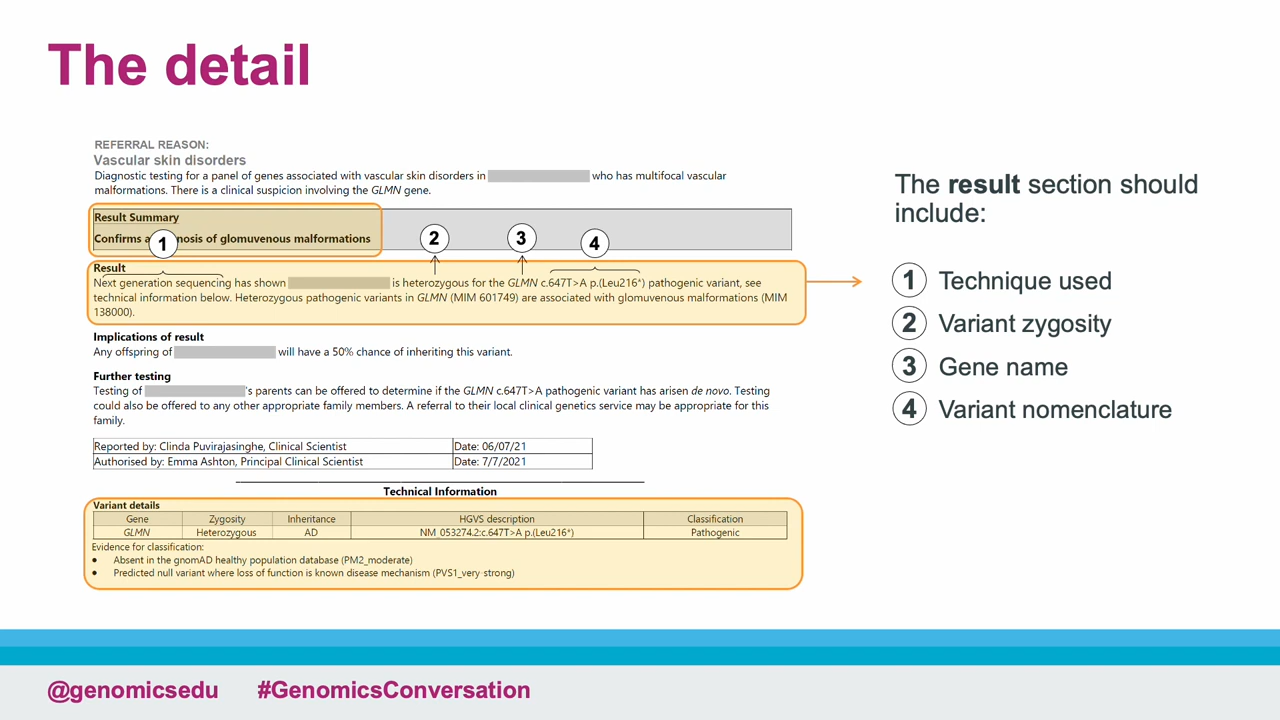 The detail
REFERRAL REASON:
Vascular skin disorders
Diagnostic testing for a panel of genes associated with vascular skin disorders in who has multifocal vascular
malformations. There is a clinical suspicion involving the GLMN gene.
Result Summary
Confirms a nosis of glomuvenous malformations
1
2
3
4
Result
Next generation sequencing has shown is heterozygous for the GLMN c.647T>A p.(Leu216*) pathogenic variant, see
technical information below. Heterozygous pathogenic variants in GLMN (MIM 601749) are associated with glomuvenous malformations (MIM
138000).
Implications of result
Any offspring of will have a 50% chance of inheriting this variant.
Further testing
Testing of 's parents can be offered to determine if the GLMN c.647T>A pathogenic variant has arisen de novo. Testing
could also be offered to any other appropriate family members. A referral to their local clinical genetics service may be appropriate for this
family.
Reported by: Clinda Puvirajasinghe, Clinical Scientist Date: 06/07/21
Authorised by: Emma Ashton, Principal Clinical Scientist Date: 7/7/2021
Technical Information
Variant details
Gene Zygosity Inheritance HGVS description Classification
GLMN Heterozygous AD NM_053274.2:c.647T>A p.(Leu216*) Pathogenic
Evidence for classification:
• Absent in the gnomAD healthy population database (PM2_moderate)
• Predicted null variant where loss of function is known disease mechanism (PVS1_very strong)
The result section should
include:
1 Technique used
2 Variant zygosity
3 Gene name
4 Variant nomenclature
@genomicsedu #GenomicsConversation